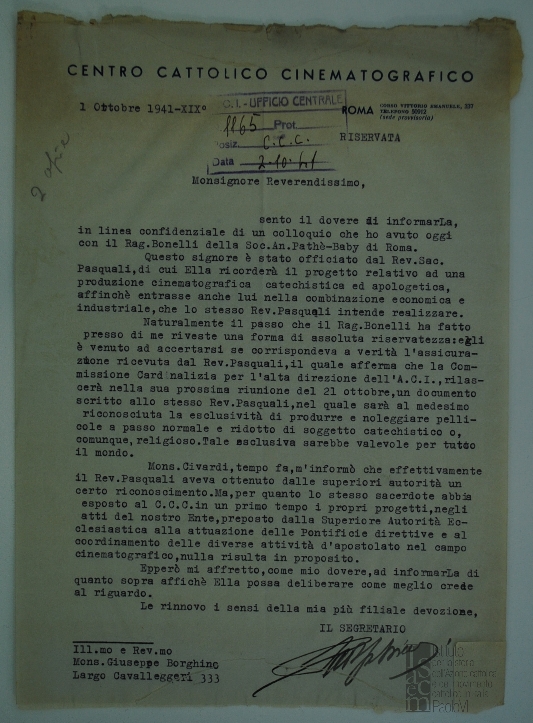 CENTRO CATTOLICO CINEMATOGRAFICO
1 Ottobre 1941-XIX°
C.I. - UFFICIO CENTRALE
1865 Prot.
Posiz. C.C.C.
Data 2.10.41
ROMA CORSO VITTORIO EMANUELE, 337
TELEFONO 50913
(sede provvisoria)
RISERVATA
Monsignore Reverendissimo,
sento il dovere di informarLa,
in linea confidenziale di un colloquio che ho avuto oggi
con il Rag.Bonelli della Soc.An.Pathè-Baby di Roma.
Questo signore è stato officiato dal Rev.Sac.
Pasquali,di cui Ella ricorderà il progetto relativo ad una
produzione cinematografica catechistica ed apologetica,
affinchè entrasse anche lui nella combinazione economica e
industriale,che lo stesso Rev.Pasquali intende realizzare.
Naturalmente il passo che il Rag.Bonelli ha fatto
presso di me riveste una forma di assoluta riservatezza:egli
è venuto ad accertarsi se corrispondeva a verità l'assicura-
zione ricevuta dal Rev.Pasquali,il quale afferma che la Com-
missione Cardinalizia per l'alta direzione dell'A.C.I,rilas-
cerà nella sua prossima riunione del 21 ottobre,un documento
scritto allo stesso Rev.Pasquali,nel quale sarà al medesimo
riconosciuta la esclusività di produrre e noleggiare pelli-
cole a passo normale e ridotto di soggetto catechistico o,
comunque,religioso.Tale esclusiva sarebbe valevole per tutto
il mondo.
Mons.Civardi,tempo fa,m'informò che effettivamente
il Rev.Pasquali aveva ottenuto dalle superiori autorità un
certo riconoscimento.Ma,per quanto lo stesso sacerdote abbia
esposto al C.C.C.in un primo tempo i propri progetti,negli
atti del nostro Ente,preposto dalla Superiore Autorità Ec-
clesiastica alla attuazione delle Pontificie direttive e al
coordinamento delle diverse attività d'apostolato nel campo
cinematografico,nulla risulta in proposito.
Epperò mi affretto,come mio dovere,ad informarLa di
quanto sopra affichè Ella possa deliberare come meglio crede
al riguardo.
Le rinnovo i sensi della mia più filiale devozione,
IL SEGRETARIO
Ill.mo e Rev.mo
Mons.Giuseppe Borghino
Largo Cavalleggeri 333